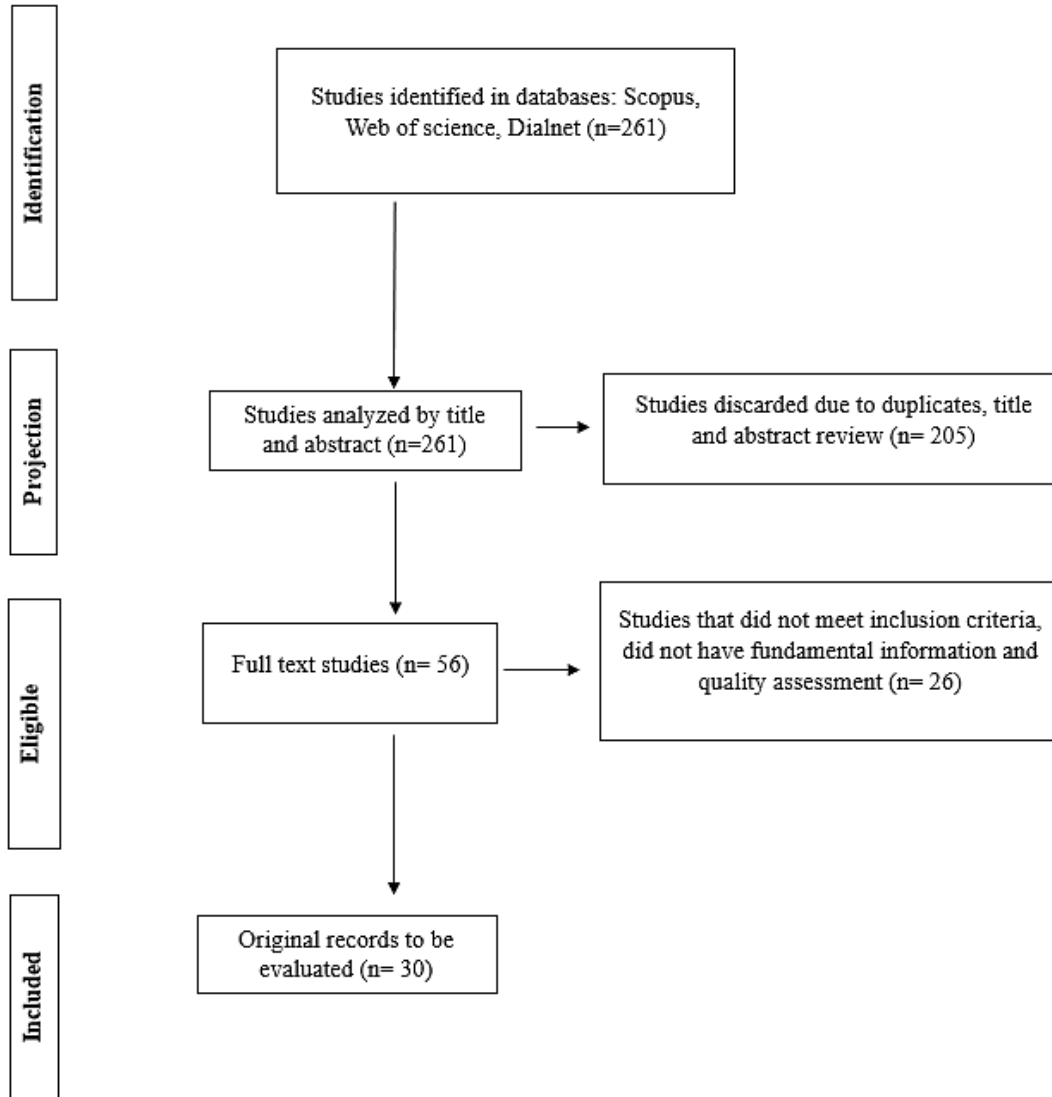 Identification
Studies identified in databases: Scopus,
Web of science, Dialnet (n=261)
Projection
Studies analyzed by title
and abstract (n=261)
Studies discarded due to duplicates, title
and abstract review (n= 205)
Eligible
Full text studies (n= 56)
Studies that did not meet inclusion criteria,
did not have fundamental information and
quality assessment (n= 26)
Included
Original records to be
evaluated (n= 30)